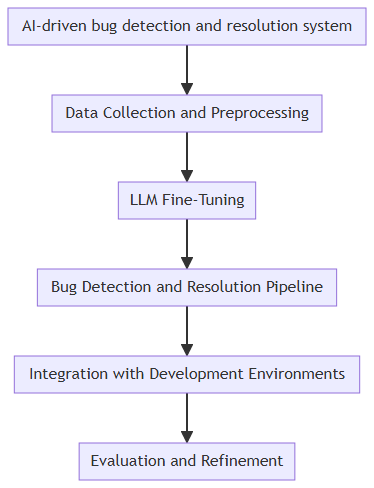 AI-driven bug detection and resolution system
Data Collection and Preprocessing
LLM Fine-Tuning
Bug Detection and Resolution Pipeline
Integration with Development Environments
Evaluation and Refinement